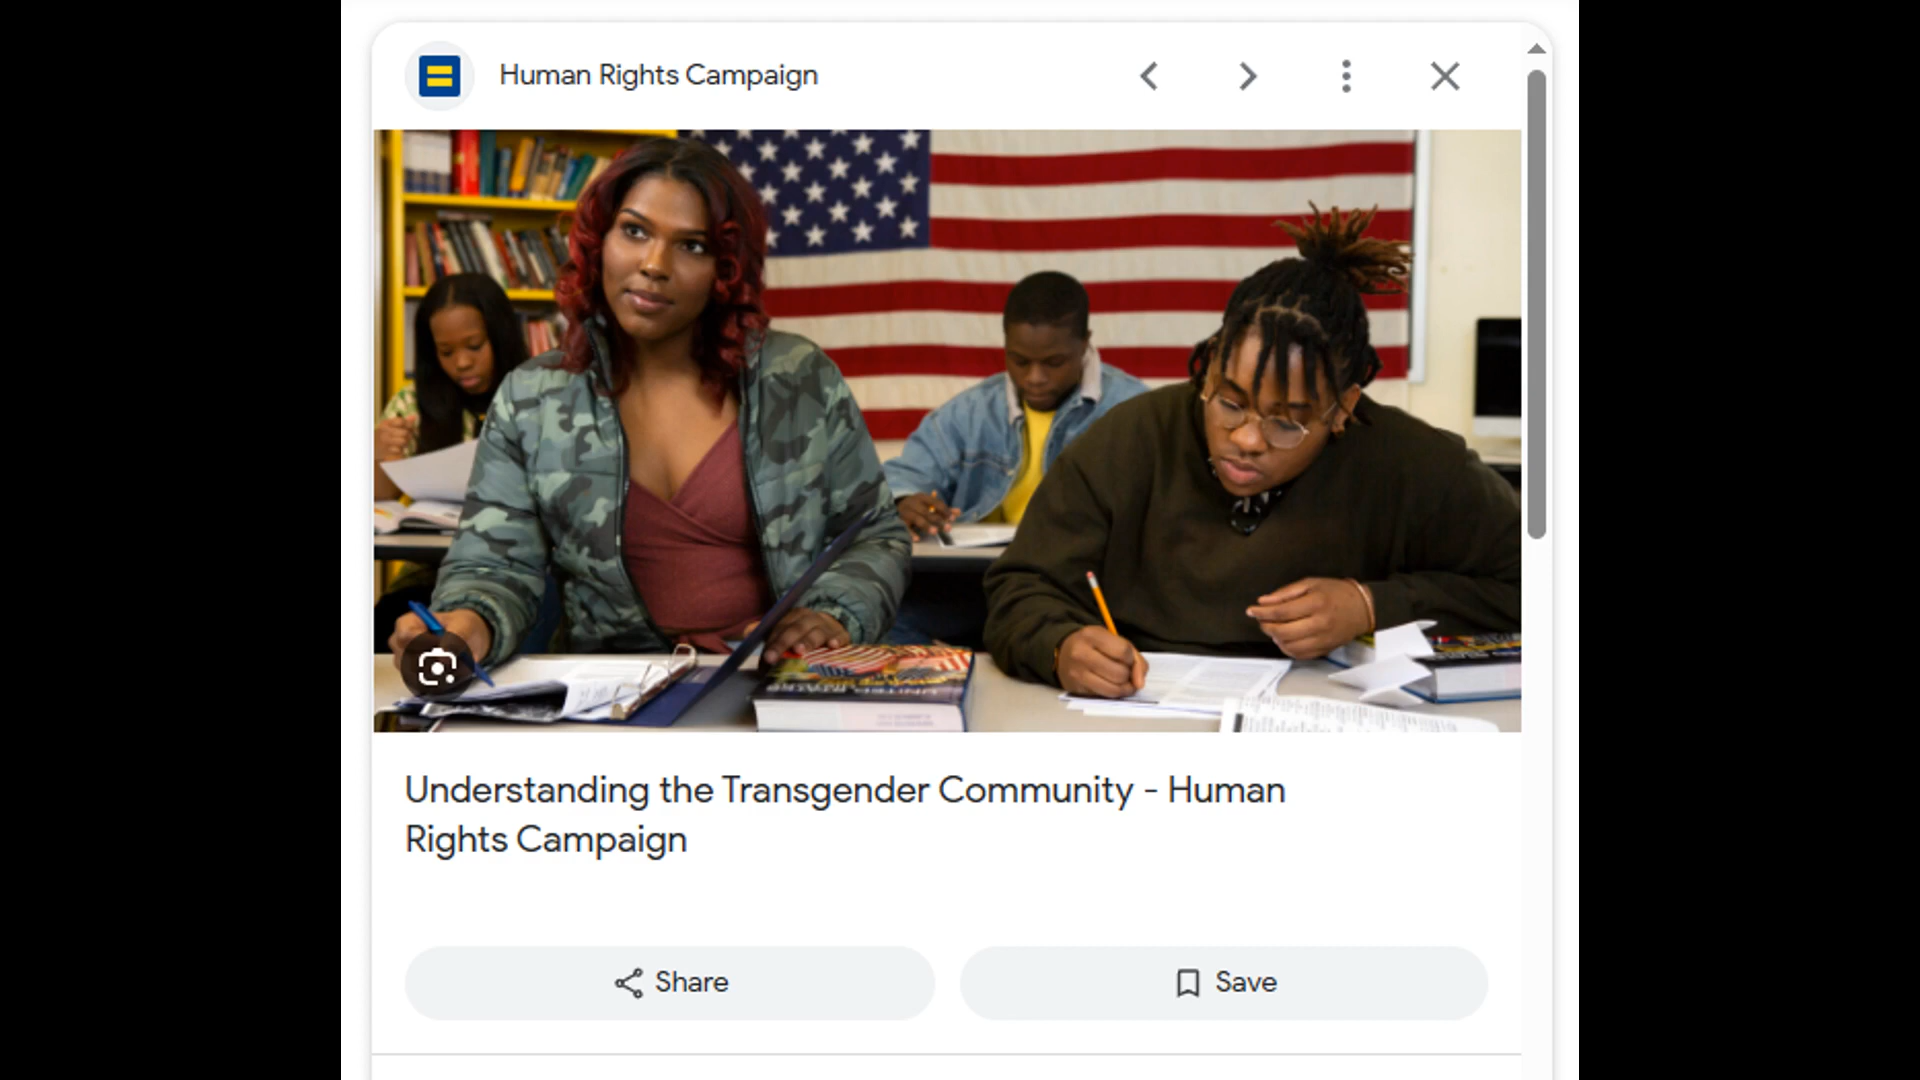 Human Rights Campaign
Understanding the Transgender Community - Human
Rights Campaign
Share
Save